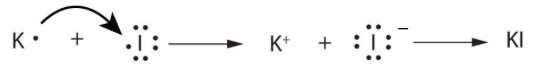 K · + ·I: → K⁺ + :I:⁻ → KI